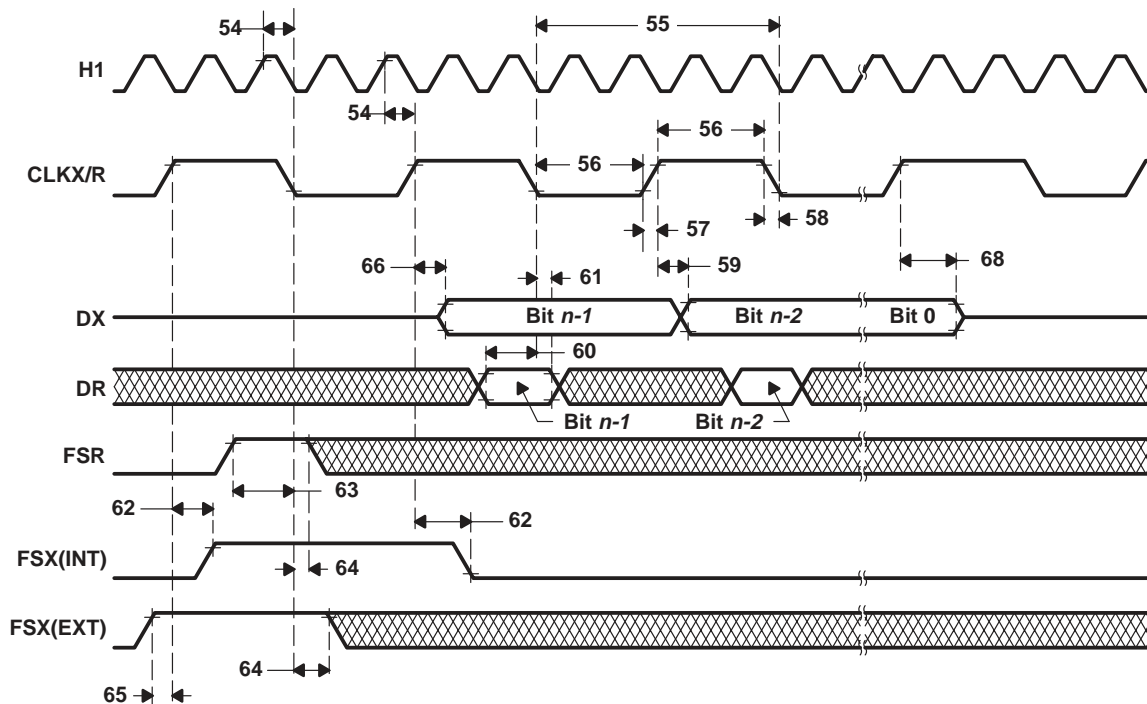 54
55
H1
54
56
56
CLKX/R
57
58
66
61
59
68
DX
Bit n-1
Bit n-2
Bit 0
60
DR
Bit n-1
Bit n-2
FSR
63
62
62
FSX(INT)
64
FSX(EXT)
64
65